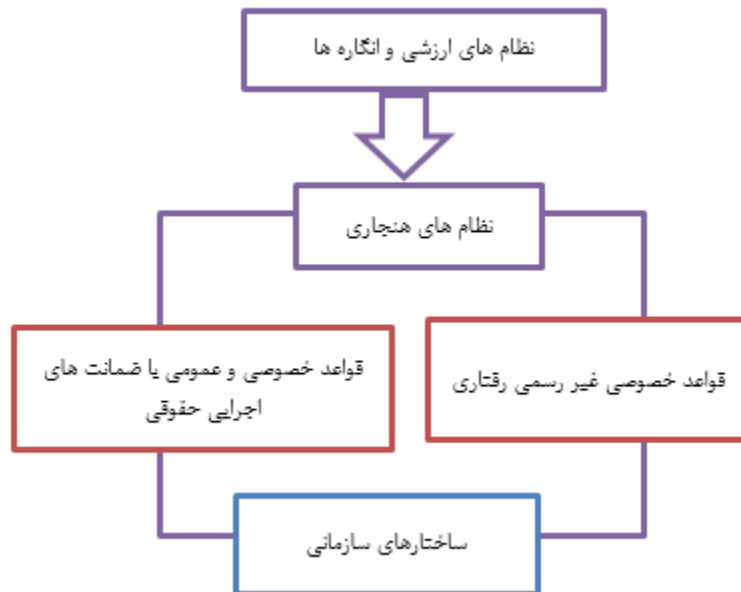 نظام های ارزشی و انگاره ها
نظام های هنجاری
قواعد خصوصی غیر رسمی رقتاری
قواعد خصوصی و عمومی یا ضمانت های
اجرایی حقوقی
ساختارهای سازمانی